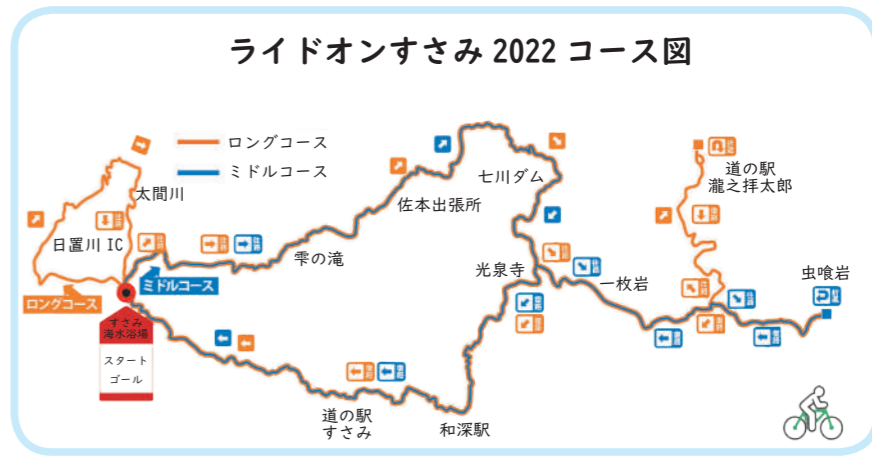 ライドオンすさみ 2022 コース図
ロングコース
ミドルコース
太間川
日置川 IC
ロングコース
ミドルコース
すさみ
海水浴場
スタート
ゴール
雫の滝
佐本出張所
七川ダム
光泉寺
一枚岩
道の駅
瀧之拝太郎
虫喰岩
道の駅
すさみ
和深駅